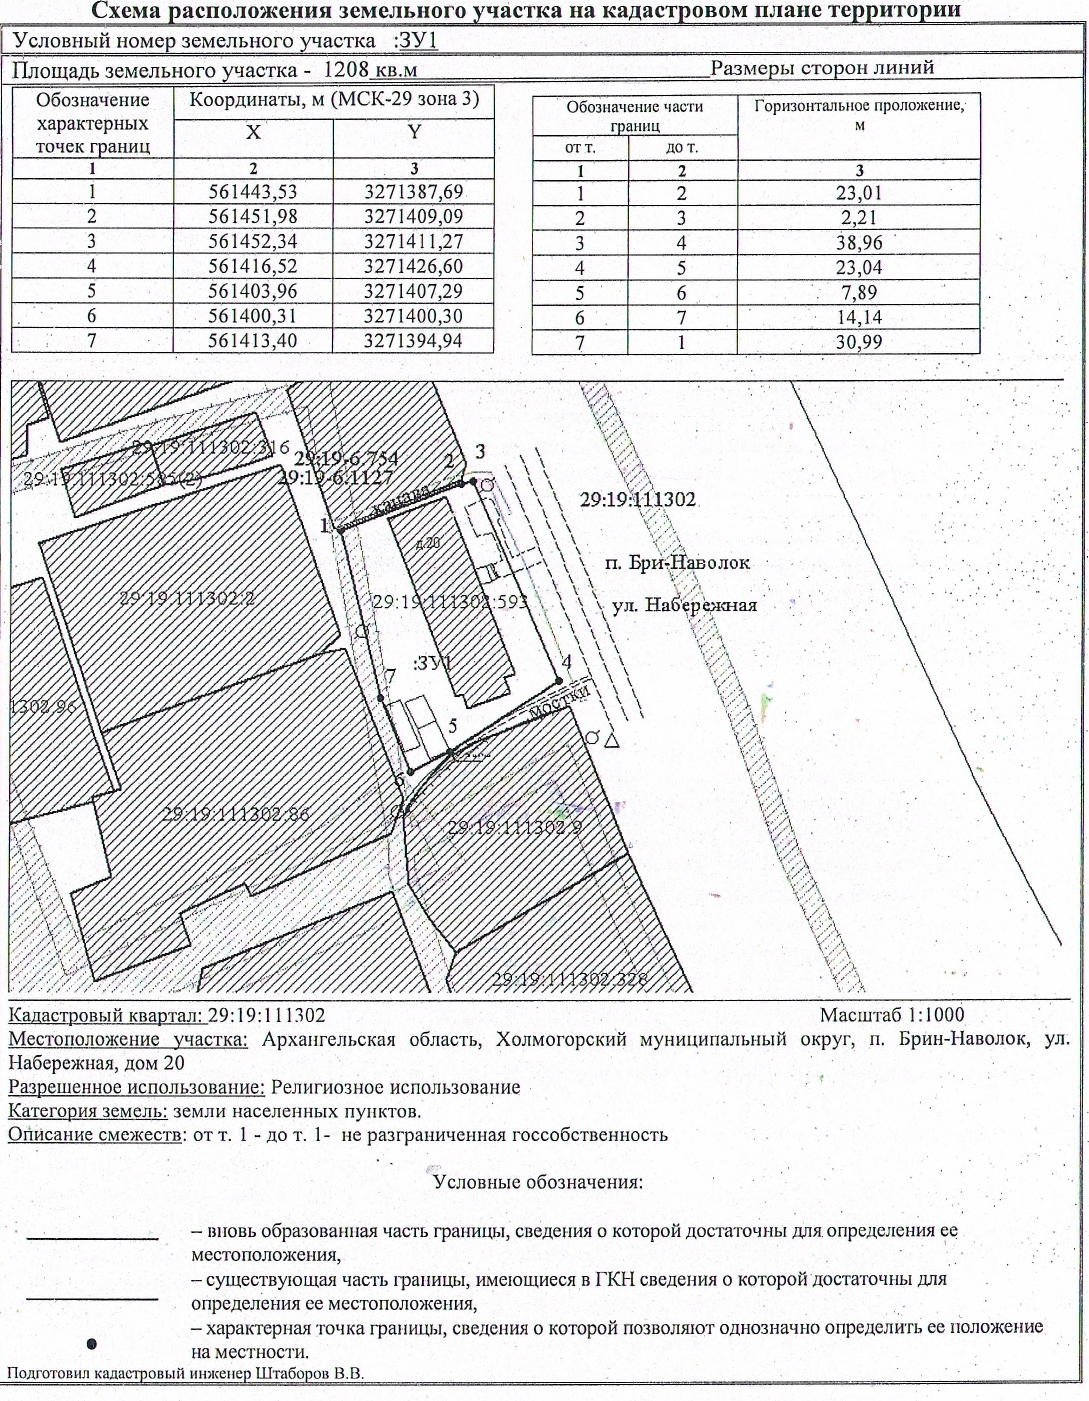 Схема расположения земельного участка на кадастровом плане территории
Условный номер земельного участка :ЗУ1
Площадь земельного участка - 1208 кв.м Размеры сторон линий
Обозначение характерных точек границ Координаты, м (МСК-29 зона 3)
X Y
1 2 3
1 561443,53 3271387,69
2 561451,98 3271409,09
3 561452,34 3271411,27
4 561416,52 3271426,60
5 561403,96 3271407,29
6 561400,31 3271400,30
7 561413,40 3271394,94
Обозначение части границ Горизонтальное проложение, м
от т. до т.
1 2 3
1 2 23,01
2 3 2,21
3 4 38,96
4 5 23,04
5 6 7,89
6 7 14,14
7 1 30,99
29:19:111302:316
29:19-6.754
29:19:111302:585(2)
29:19-6.1127
2
3
канава
1
29:19:111302
д.20
п. Бри-Наволок
29:19:111302:2
29:19:111302:593
ул. Набережная
:ЗУ1
4
7
1302:96
мостки
5
6
29:19:111302:86
29:19:111302:9
29:19:111302:328
Кадастровый квартал: 29:19:111302 Масштаб 1:1000
Местоположение участка: Архангельская область, Холмогорский муниципальный округ, п. Брин-Наволок, ул.
Набережная, дом 20
Разрешенное использование: Религиозное использование
Категория земель: земли населенных пунктов.
Описание смежеств: от т. 1 - до т. 1- не разграниченная госсобственность
Условные обозначения:
– вновь образованная часть границы, сведения о которой достаточны для определения ее
местоположения,
– существующая часть границы, имеющиеся в ГКН сведения о которой достаточны для
определения ее местоположения,
– характерная точка границы, сведения о которой позволяют однозначно определить ее положение
на местности.
Подготовил кадастровый инженер Штаборов В.В.